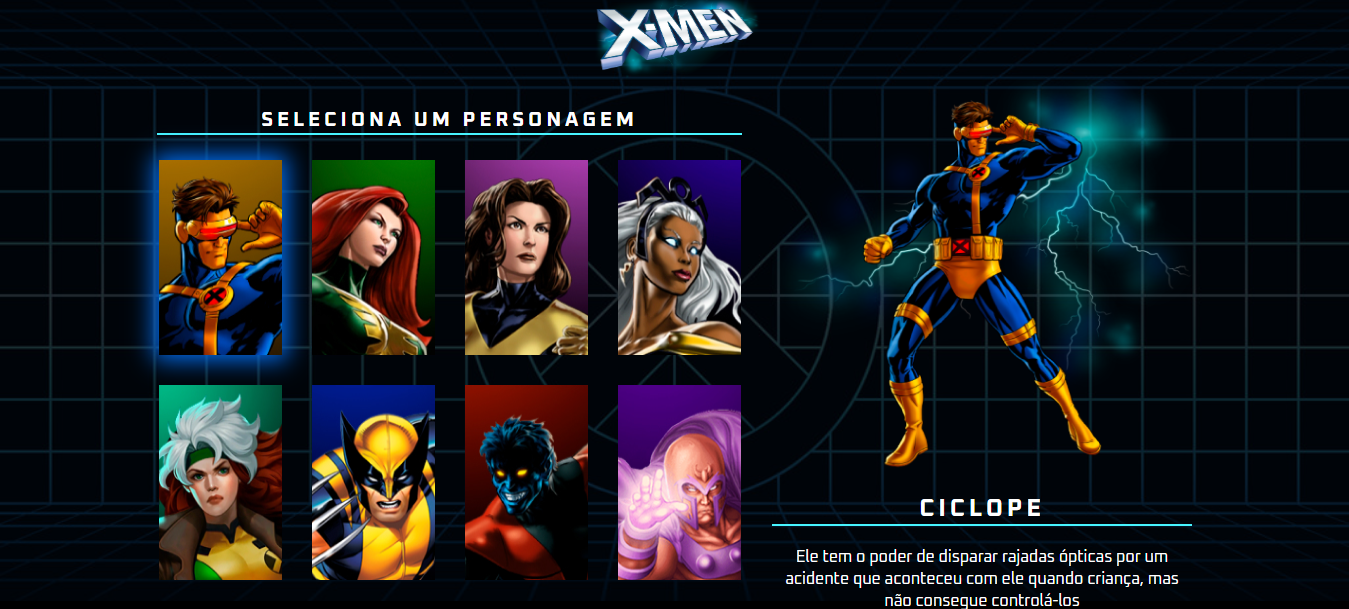 X-MEN
SELECIONA UM PERSONAGEM
CICLOPE
Ele tem o poder de disparar rajadas ópticas por um
acidente que aconteceu com ele quando criança, mas
não consegue controlá-los